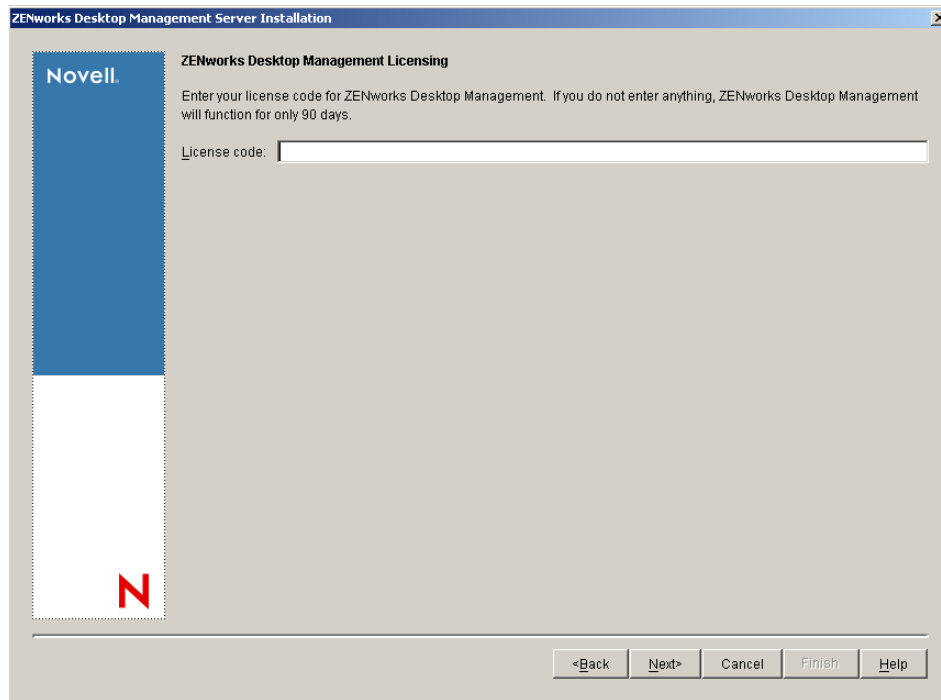 ZENworks Desktop Management Server Installation
Novell.
ZENworks Desktop Management Licensing
Enter your license code for ZENworks Desktop Management. If you do not enter anything, ZENworks Desktop Management
will function for only 90 days.
License code:
N
<Back Next> Cancel Finish Help